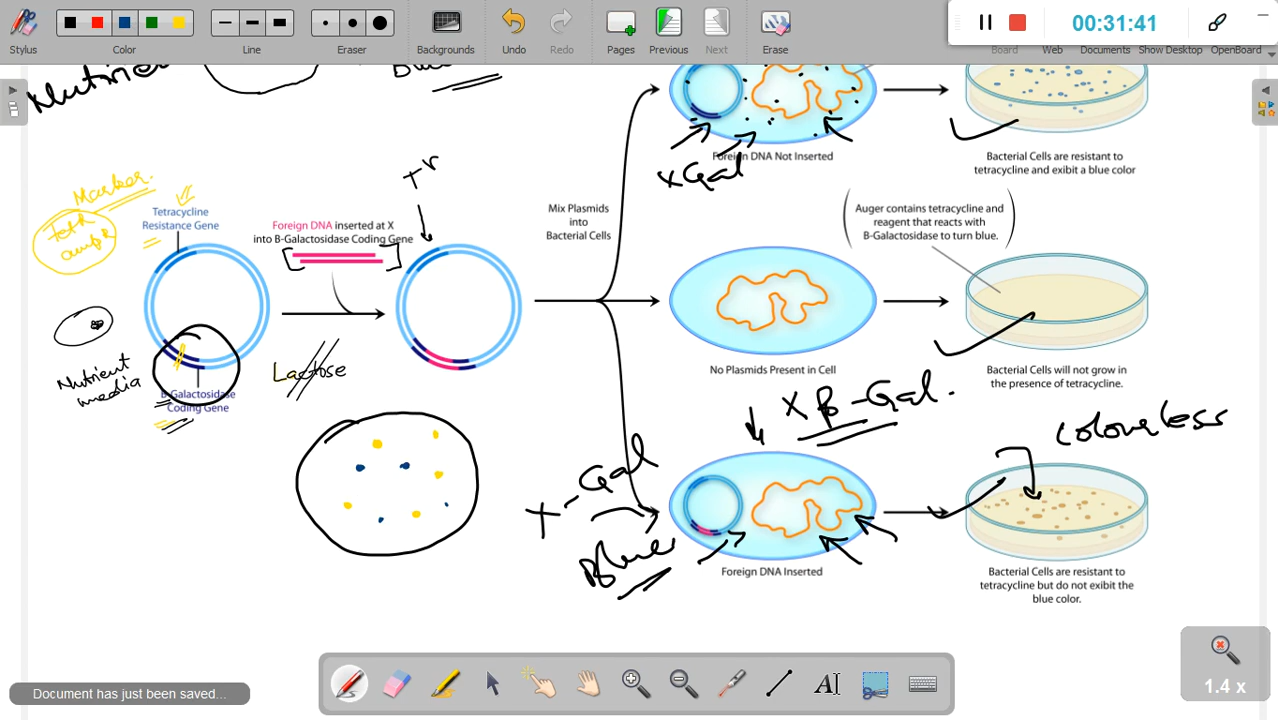 Stylus
Color
Line
Eraser
Backgrounds
Undo
Redo
Pages
Previous
Next
Erase
00:31:41
Board
Web
Documents
Show Desktop
OpenBoard
Nutrien
Blue
xGal
Foreign DNA Not Inserted
Bacterial Cells are resistant to
tetracycline and exibit a blue color
Marker.
Tetracycline
Resistance Gene
Foreign DNA inserted at X
into B-Galactosidase Coding Gene
Mix Plasmids
into
Bacterial Cells
Auger contains tetracycline and
reagent that reacts with
B-Galactosidase to turn blue.
Nutrient
media
Lactose
B-Galactosidase
Coding Gene
No Plasmids Present in Cell
Bacterial Cells will not grow in
the presence of tetracycline.
X β-Gal.
Colourless
X-Gal
Blue
Foreign DNA Inserted
Bacterial Cells are resistant to
tetracycline but do not exibit the
blue color.
Document has just been saved...
1.4 x